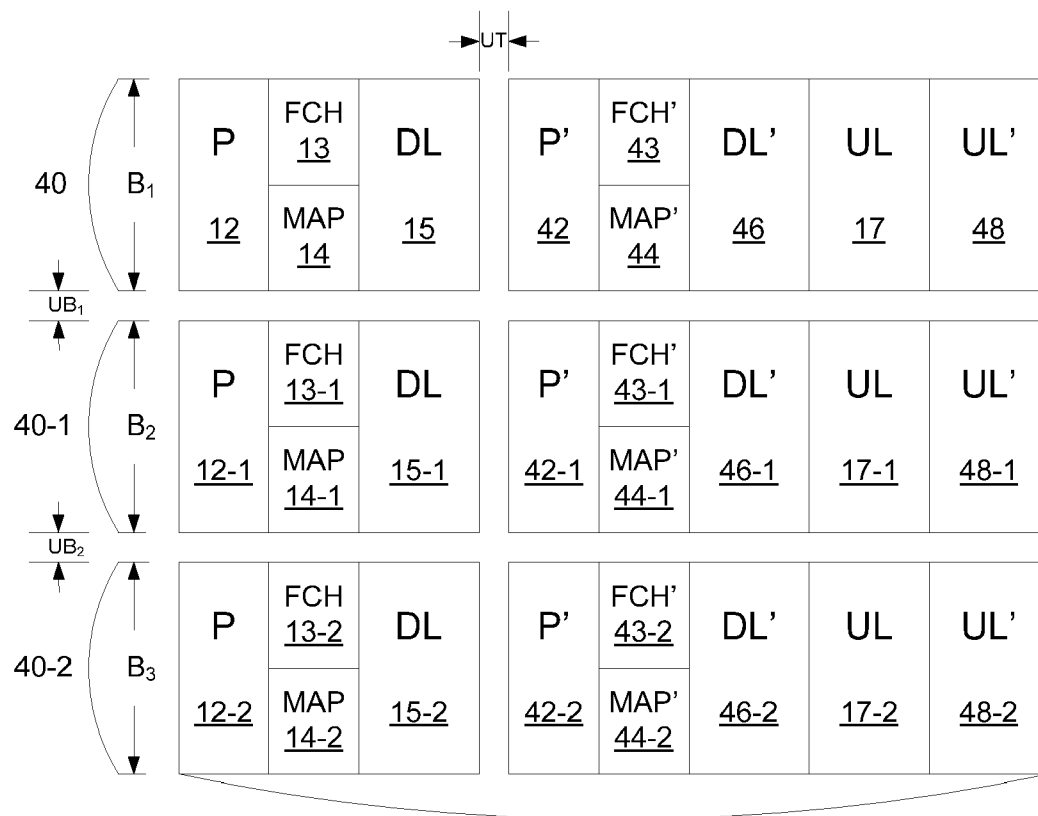 UT
40
B₁
P
12
FCH
13
MAP
14
DL
15
P’
42
FCH’
43
MAP’
44
DL’
46
UL
17
UL’
48
UB₁
40-1
B₂
P
12-1
FCH
13-1
MAP
14-1
DL
15-1
P’
42-1
FCH’
43-1
MAP’
44-1
DL’
46-1
UL
17-1
UL’
48-1
UB₂
40-2
B₃
P
12-2
FCH
13-2
MAP
14-2
DL
15-2
P’
42-2
FCH’
43-2
MAP’
44-2
DL’
46-2
UL
17-2
UL’
48-2